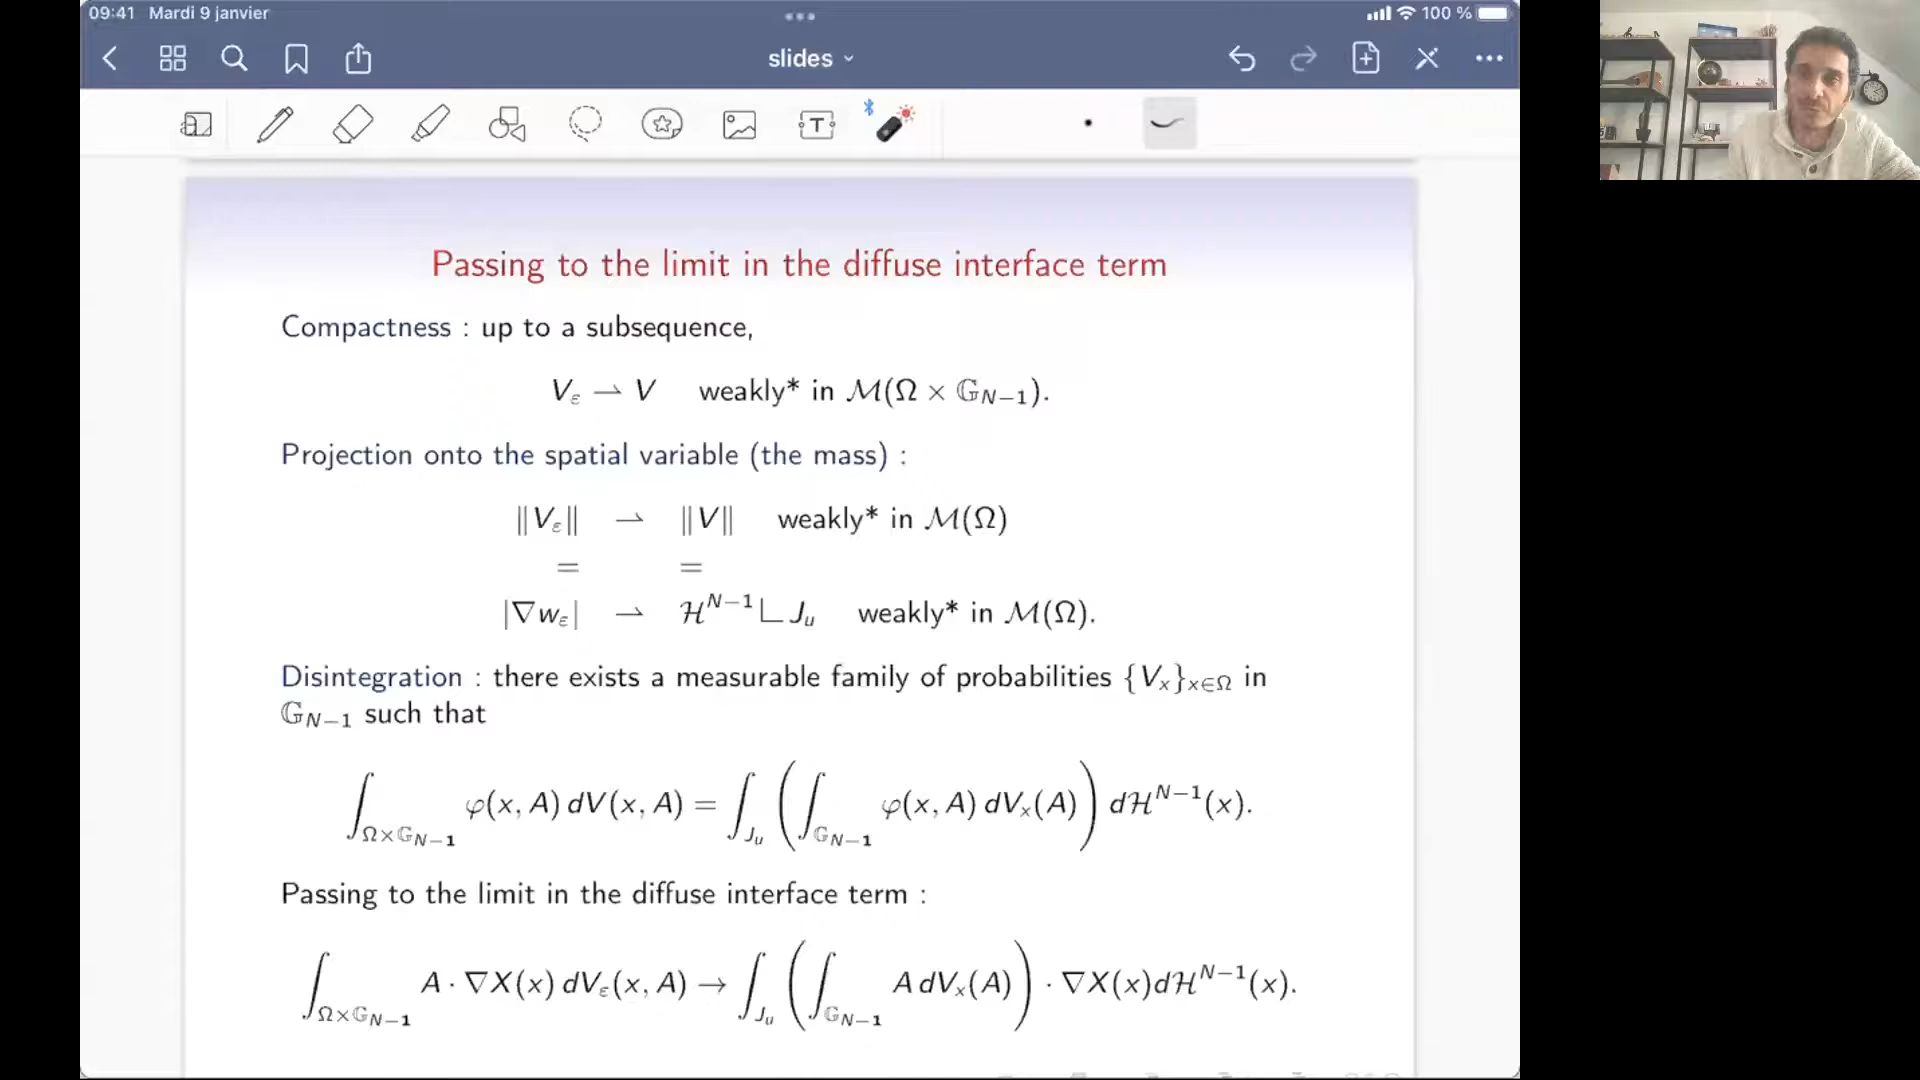 09:41 Mardi 9 janvier
100 %
slides
T
Passing to the limit in the diffuse interface term
Compactness : up to a subsequence,
V_ε ⇀ V weakly* in ℳ(Ω × 𝔾_{N−1}).
Projection onto the spatial variable (the mass) :
‖V_ε‖ ⇀ ‖V‖ weakly* in ℳ(Ω)
= =
|∇w_ε| ⇀ ℋ^{N−1}∟J_u weakly* in ℳ(Ω).
Disintegration : there exists a measurable family of probabilities {V_x}_{x∈Ω} in
𝔾_{N−1} such that
∫_{Ω×𝔾_{N−1}} φ(x, A) dV(x, A) = ∫_{J_u} (∫_{𝔾_{N−1}} φ(x, A) dV_x(A)) dℋ^{N−1}(x).
Passing to the limit in the diffuse interface term :
∫_{Ω×𝔾_{N−1}} A · ∇X(x) dV_ε(x, A) → ∫_{J_u} (∫_{𝔾_{N−1}} A dV_x(A)) · ∇X(x)dℋ^{N−1}(x).